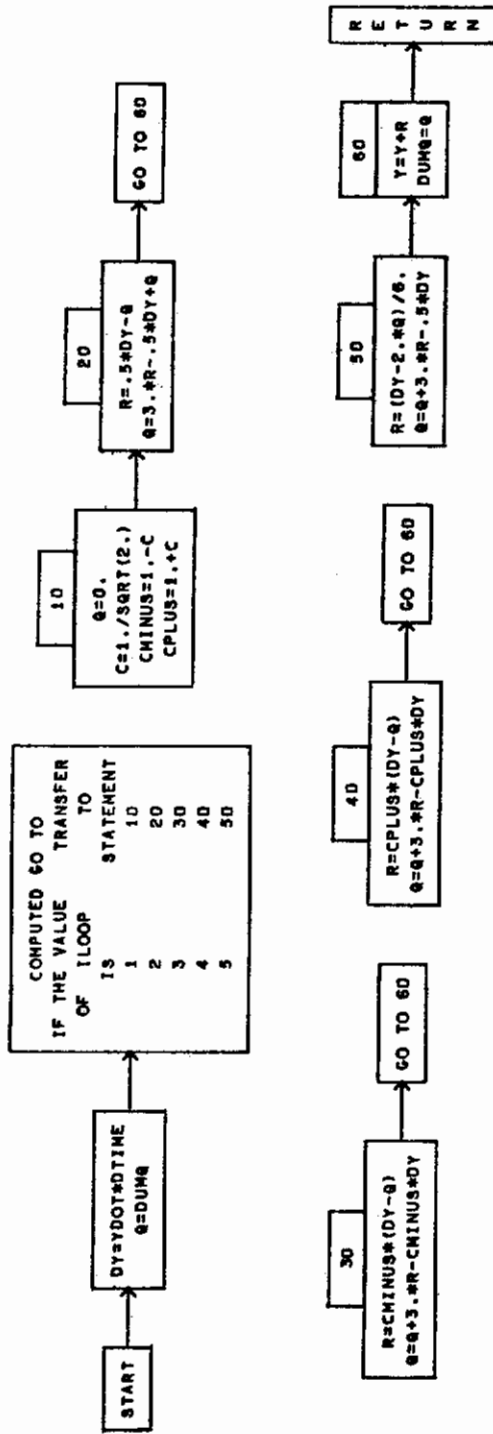 START
DY=YDOT*DTIME
Q=DUMQ
COMPUTED GO TO
IF THE VALUE TRANSFER
OF ILOOP TO
IS STATEMENT
1 10
2 20
3 30
4 40
5 50
10
Q=0.
C=1./SQRT(2.)
CMINUS=1.-C
CPLUS=1.+C
20
R=.5*DY-Q
Q=3.*R-.5*DY+Q
GO TO 60
30
R=CMINUS*(DY-Q)
Q=Q+3.*R-CMINUS*DY
GO TO 60
40
R=CPLUS*(DY-Q)
Q=Q+3.*R-CPLUS*DY
GO TO 60
50
R=(DY-2.*Q)/6.
Q=Q+3.*R-.5*DY
60
Y=Y+R
DUMQ=Q
RETURN